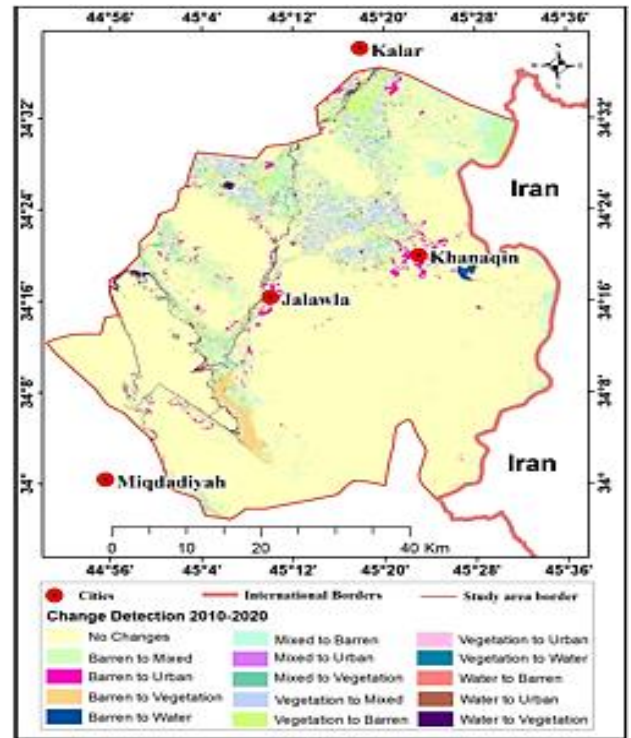 44°56' 45°4' 45°12' 45°20' 45°28' 45°36'
Kalar
34°32' 34°32'
Iran
34°24' 34°24'
Khanaqin
34°16' Jalawla 34°16'
34°8' 34°8'
Iran
34° Miqdadiyah 34°
0 10 20 40 Km
44°56' 45°4' 45°12' 45°20' 45°28' 45°36'
Cities International Borders Study area border
Change Detection 2010-2020
No Changes Mixed to Barren Vegetation to Urban
Barren to Mixed Mixed to Urban Vegetation to Water
Barren to Urban Mixed to Vegetation Water to Barren
Barren to Vegetation Vegetation to Mixed Water to Urban
Barren to Water Vegetation to Barren Water to Vegetation